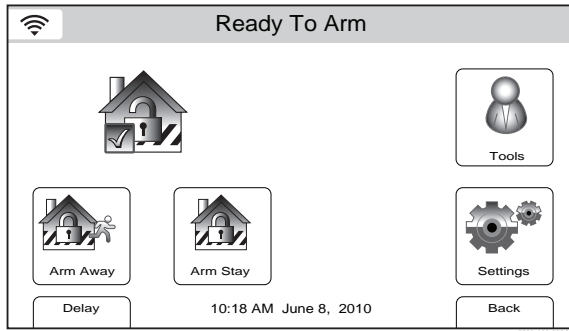 Ready To Arm
Tools
Arm Away
Arm Stay
Settings
Delay
10:18 AM June 8, 2010
Back